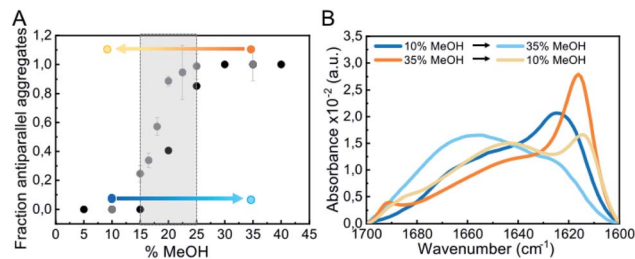 A
Fraction antiparallel aggregates
1,2
1,0
0,8
0,6
0,4
0,2
0,0
0 5 10 15 20 25 30 35 40 45
% MeOH
B
Absorbance x10⁻² (a.u.)
3,5
3,0
2,5
2,0
1,5
1,0
0,5
0,0
10% MeOH → 35% MeOH
35% MeOH → 10% MeOH
1700 1680 1660 1640 1620 1600
Wavenumber (cm⁻¹)